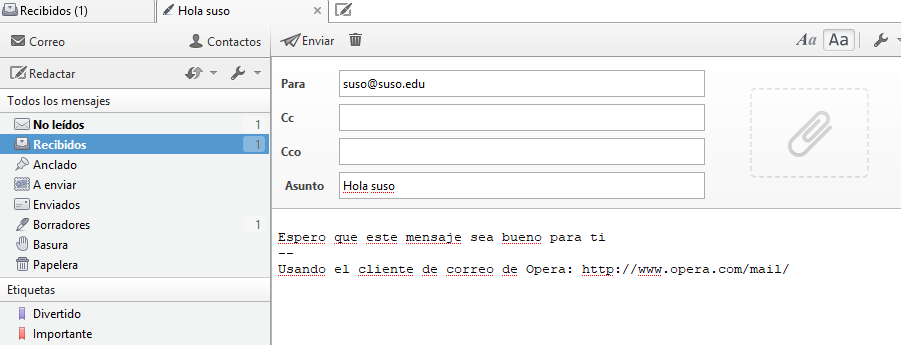 Recibidos (1)
Hola suso
Correo
Contactos
Redactar
Todos los mensajes
No leídos 1
Recibidos 1
Anclado
A enviar
Enviados
Borradores 1
Basura
Papelera
Etiquetas
Divertido
Importante
Enviar
Aa Aa
Para suso@suso.edu
Cc
Cco
Asunto Hola suso
Espero que este mensaje sea bueno para ti
--
Usando el cliente de correo de Opera: http://www.opera.com/mail/